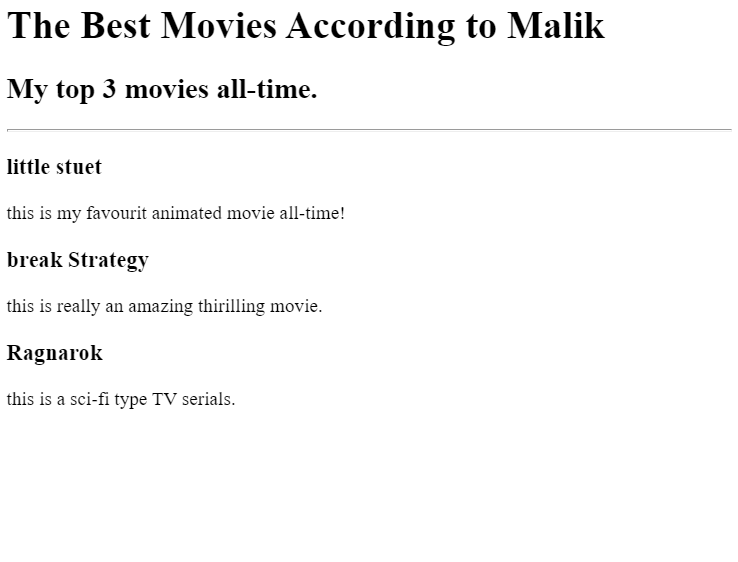 The Best Movies According to Malik
My top 3 movies all-time.
little stuet
this is my favourit animated movie all-time!
break Strategy
this is really an amazing thirilling movie.
Ragnarok
this is a sci-fi type TV serials.